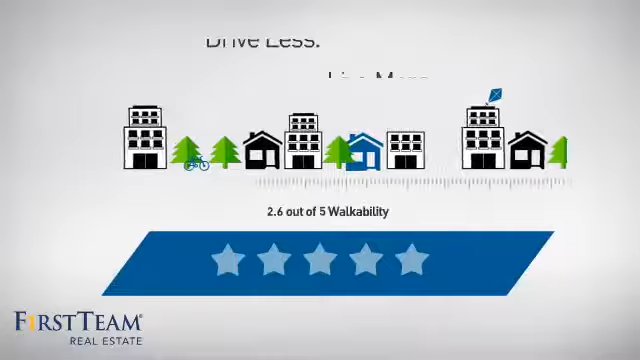 Drive Less.
2.6 out of 5 Walkability
FIRSTTEAM®
REAL ESTATE